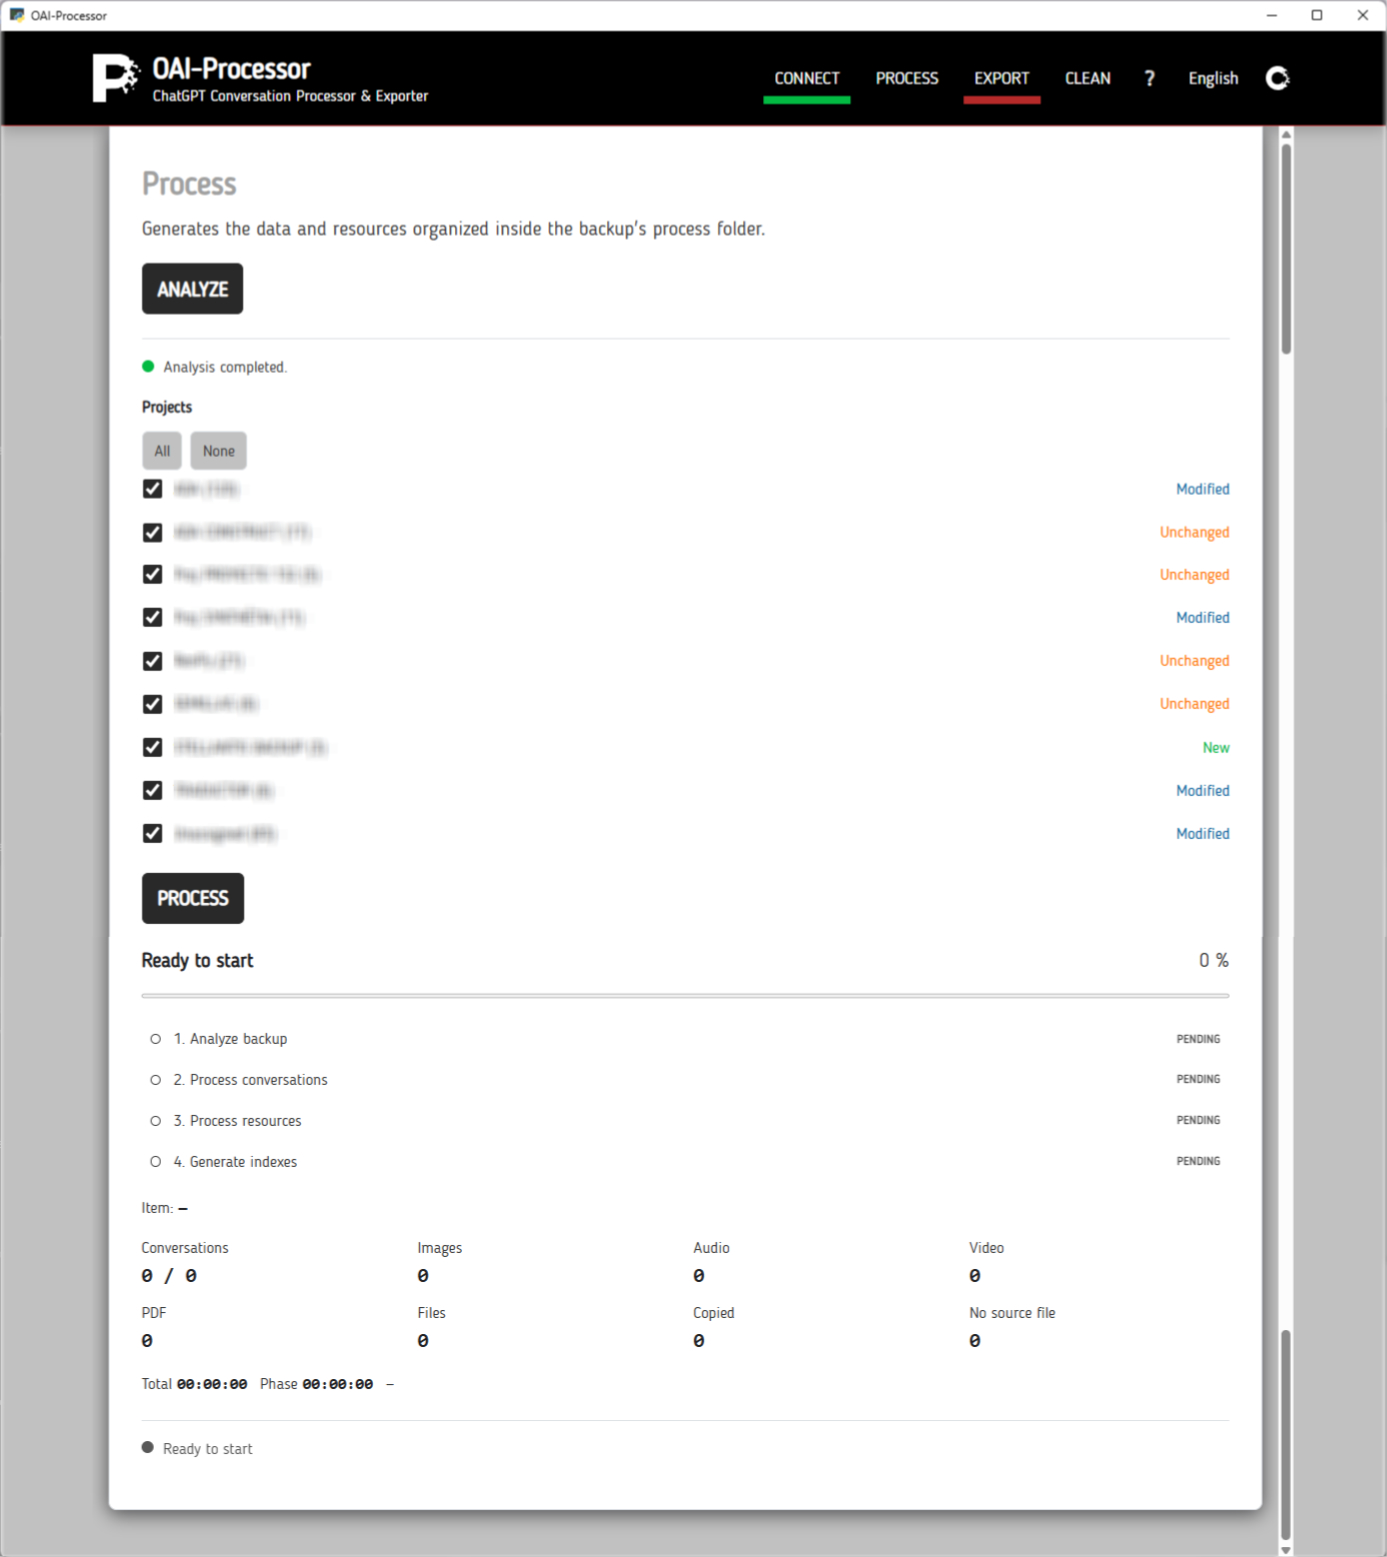 OAI-Processor
OAI-Processor
ChatGPT Conversation Processor & Exporter
CONNECT PROCESS EXPORT CLEAN ? English
Process
Generates the data and resources organized inside the backup's process folder.
ANALYZE
Analysis completed.
Projects
All None
Modified
Unchanged
Unchanged
Modified
Unchanged
Unchanged
New
Modified
Modified
PROCESS
Ready to start 0 %
1. Analyze backup PENDING
2. Process conversations PENDING
3. Process resources PENDING
4. Generate indexes PENDING
Item: —
Conversations Images Audio Video
0 / 0 0 0 0
PDF Files Copied No source file
0 0 0 0
Total 00:00:00 Phase 00:00:00 —
Ready to start